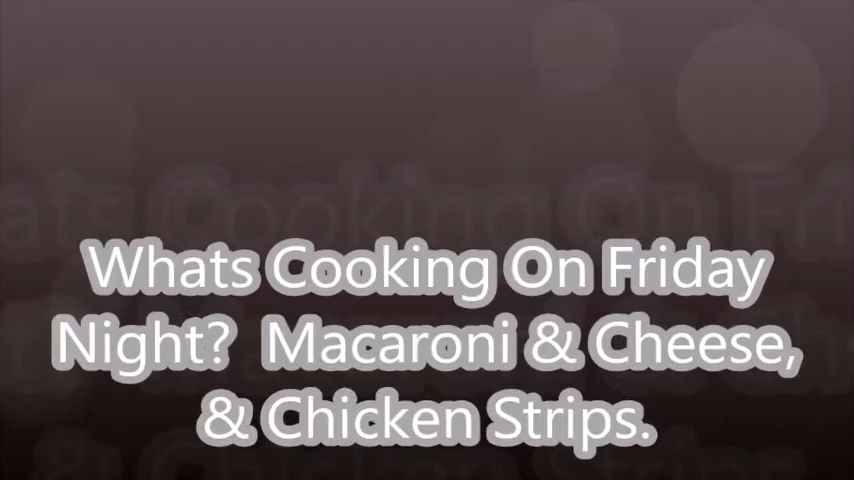 Whats Cooking On Friday
Night?  Macaroni & Cheese,
& Chicken Strips.